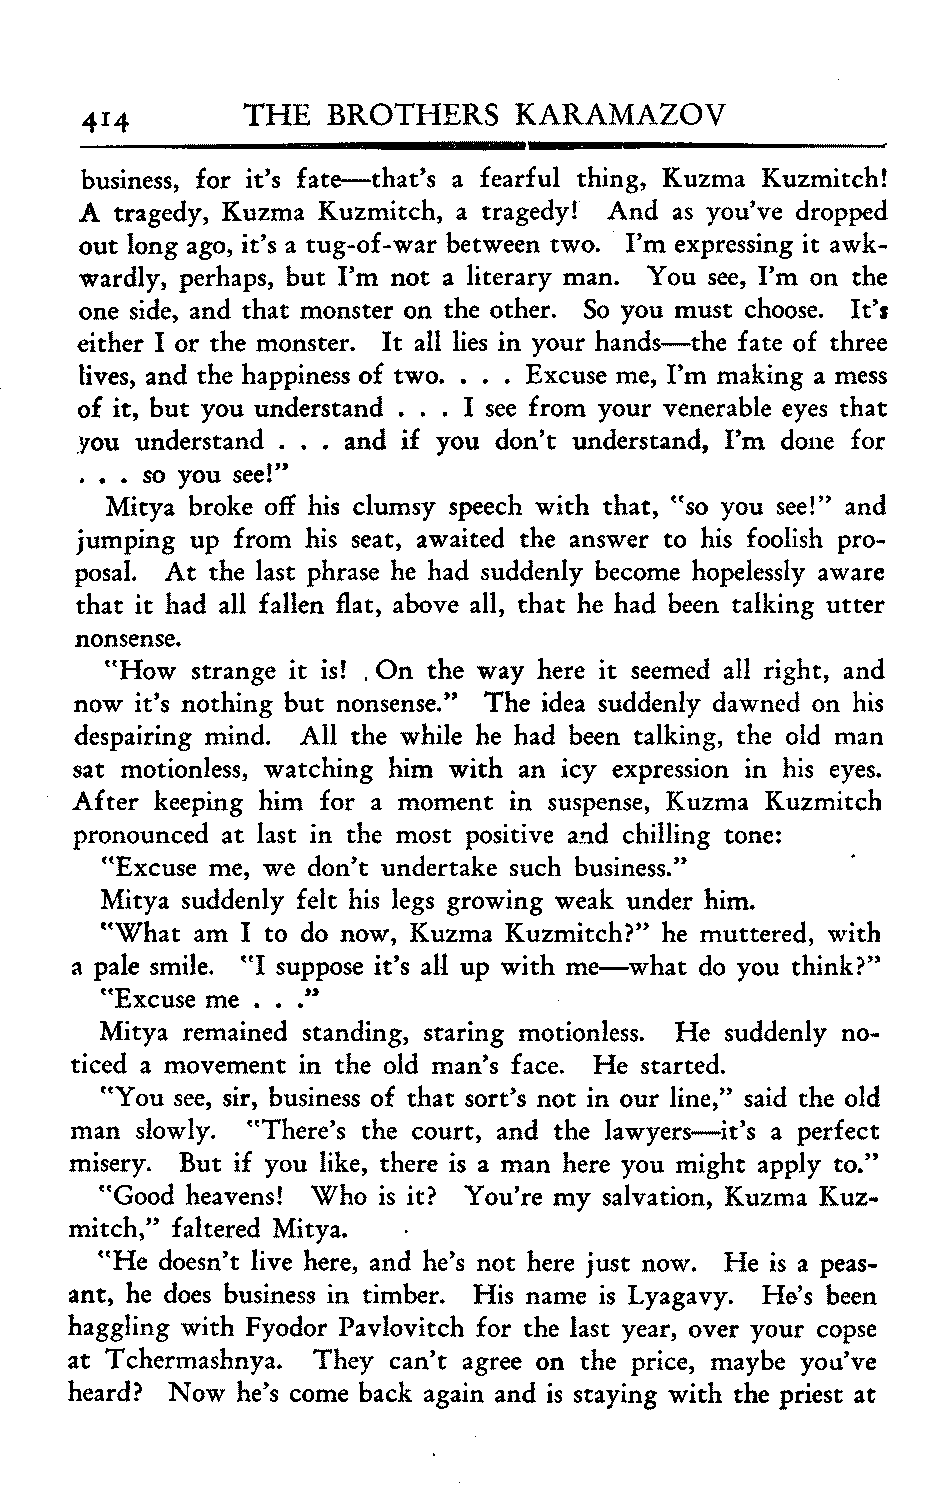 414 THE BROTHERS KARAMAZOV
business, for it's fate—that's a fearful thing, Kuzma Kuzmitch!
A tragedy, Kuzma Kuzmitch, a tragedy! And as you've dropped
out long ago, it's a tug-of-war between two. I'm expressing it awk-
wardly, perhaps, but I'm not a literary man. You see, I'm on the
one side, and that monster on the other. So you must choose. It's
either I or the monster. It all lies in your hands—the fate of three
lives, and the happiness of two. . . . Excuse me, I'm making a mess
of it, but you understand . . . I see from your venerable eyes that
you understand . . . and if you don't understand, I'm done for
. . . so you see!"
Mitya broke off his clumsy speech with that, "so you see!" and
jumping up from his seat, awaited the answer to his foolish pro-
posal. At the last phrase he had suddenly become hopelessly aware
that it had all fallen flat, above all, that he had been talking utter
nonsense.
"How strange it is! On the way here it seemed all right, and
now it's nothing but nonsense." The idea suddenly dawned on his
despairing mind. All the while he had been talking, the old man
sat motionless, watching him with an icy expression in his eyes.
After keeping him for a moment in suspense, Kuzma Kuzmitch
pronounced at last in the most positive and chilling tone:
"Excuse me, we don't undertake such business."
Mitya suddenly felt his legs growing weak under him.
"What am I to do now, Kuzma Kuzmitch?" he muttered, with
a pale smile. "I suppose it's all up with me—what do you think?"
"Excuse me . . ."
Mitya remained standing, staring motionless. He suddenly no-
ticed a movement in the old man's face. He started.
"You see, sir, business of that sort's not in our line," said the old
man slowly. "There's the court, and the lawyers—it's a perfect
misery. But if you like, there is a man here you might apply to."
"Good heavens! Who is it? You're my salvation, Kuzma Kuz-
mitch," faltered Mitya.
"He doesn't live here, and he's not here just now. He is a peas-
ant, he does business in timber. His name is Lyagavy. He's been
haggling with Fyodor Pavlovitch for the last year, over your copse
at Tchermashnya. They can't agree on the price, maybe you've
heard? Now he's come back again and is staying with the priest at